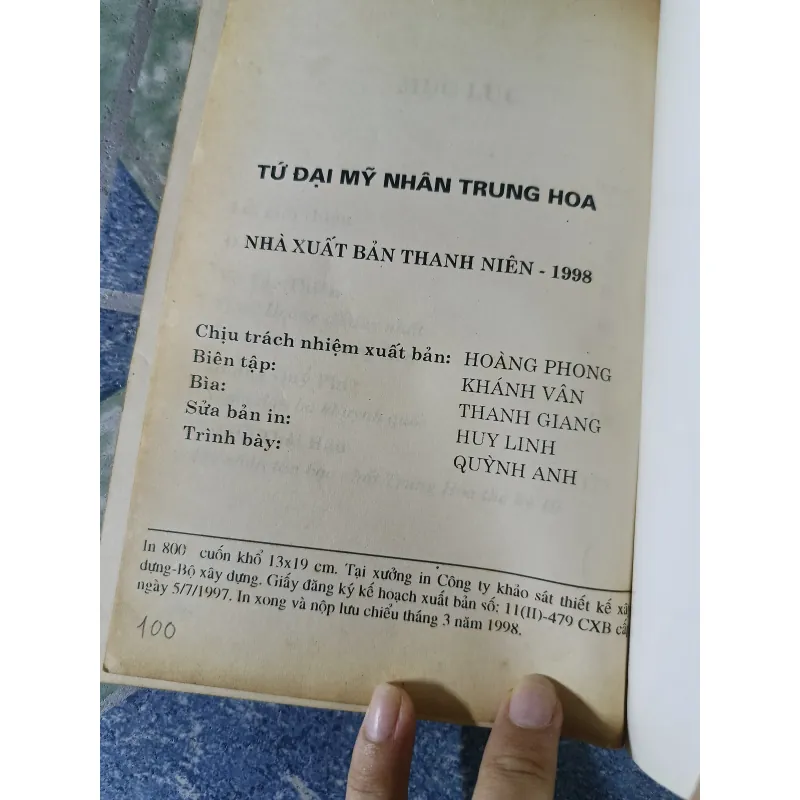 TỨ ĐẠI MỸ NHÂN TRUNG HOA
NHÀ XUẤT BẢN THANH NIÊN - 1998
Chịu trách nhiệm xuất bản: HOÀNG PHONG
Biên tập: KHÁNH VÂN
Bìa: THANH GIANG
Sửa bản in: HUY LINH
Trình bày: QUỲNH ANH
In 800 cuốn khổ 13x19 cm. Tại xưởng in Công ty khảo sát thiết kế
dựng-Bộ xây dựng. Giấy đăng ký kế hoạch xuất bản số: 11(II)-479 CXB
ngày 5/7/1997. In xong và nộp lưu chiểu tháng 3 năm 1998.
100